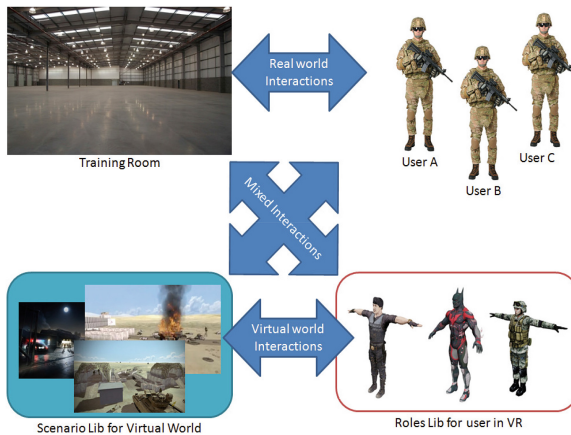 Real world
Interactions
Training Room
User A
User B
User C
Mixed Interactions
Virtual world
Interactions
Scenario Lib for Virtual World
Roles Lib for user in VR